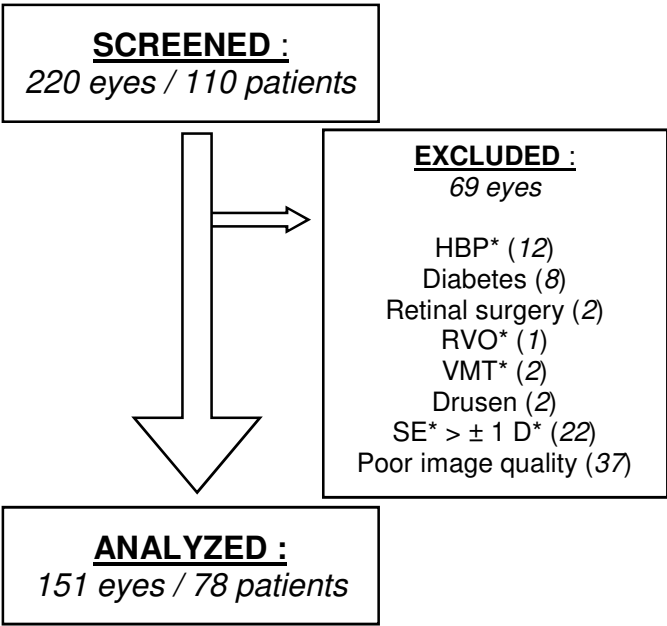 SCREENED :
220 eyes / 110 patients
EXCLUDED :
69 eyes
HBP* (12)
Diabetes (8)
Retinal surgery (2)
RVO* (1)
VMT* (2)
Drusen (2)
SE* > ± 1 D* (22)
Poor image quality (37)
ANALYZED :
151 eyes / 78 patients